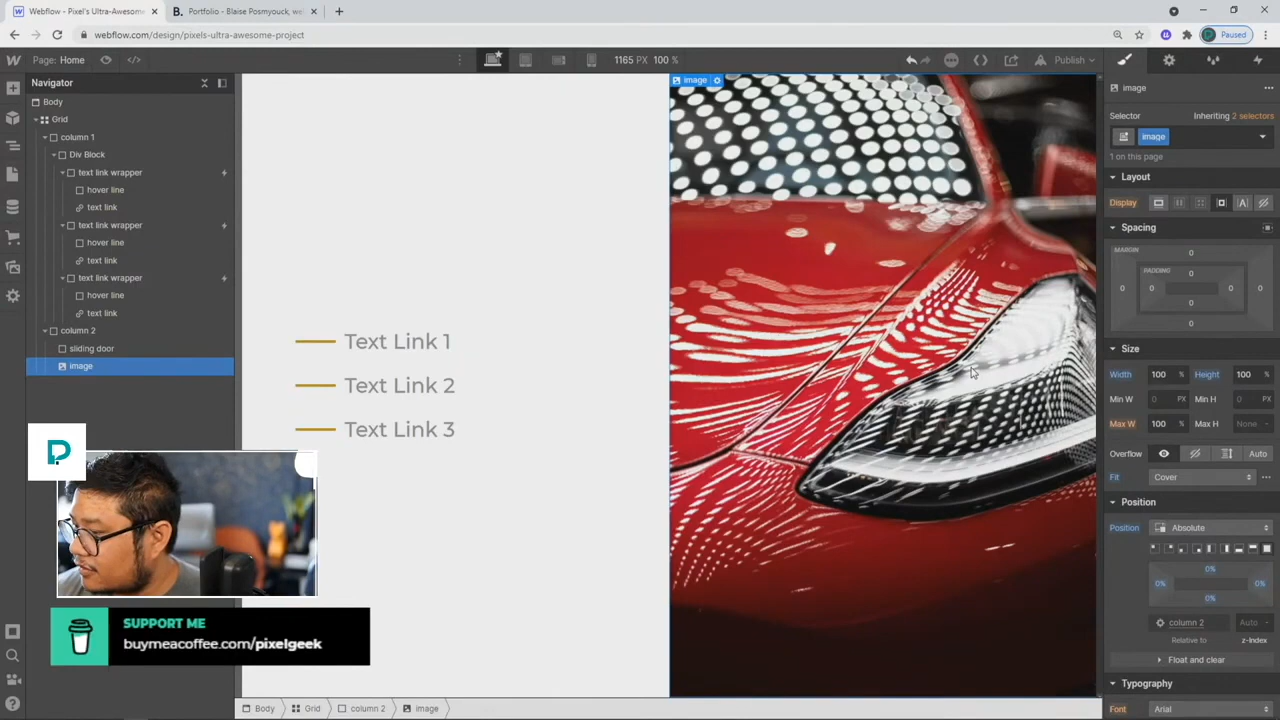 Webflow - Pixel's Ultra-Awesome
Portfolio - Blaise Posmyouck, we
webflow.com/design/pixels-ultra-awesome-project
Paused
Page: Home
1165 PX 100 %
Publish
Navigator
Body
Grid
column 1
Div Block
text link wrapper
hover line
text link
text link wrapper
hover line
text link
text link wrapper
hover line
text link
column 2
sliding door
image
image
Text Link 1
Text Link 2
Text Link 3
SUPPORT ME
buymeacoffee.com/pixelgeek
Body
Grid
column 2
image
image
Selector
Inheriting 2 selectors
image
1 on this page
Layout
Display
Spacing
MARGIN
0
PADDING
0
0 0 0 0
0
0
Size
Width 100 % Height 100 %
Min W 0 PX Min H 0 PX
Max W 100 % Max H None
Overflow Auto
Fit Cover
Position
Position Absolute
0%
0% 0%
0%
column 2 Auto
Relative to z-Index
Float and clear
Typography
Font Arial